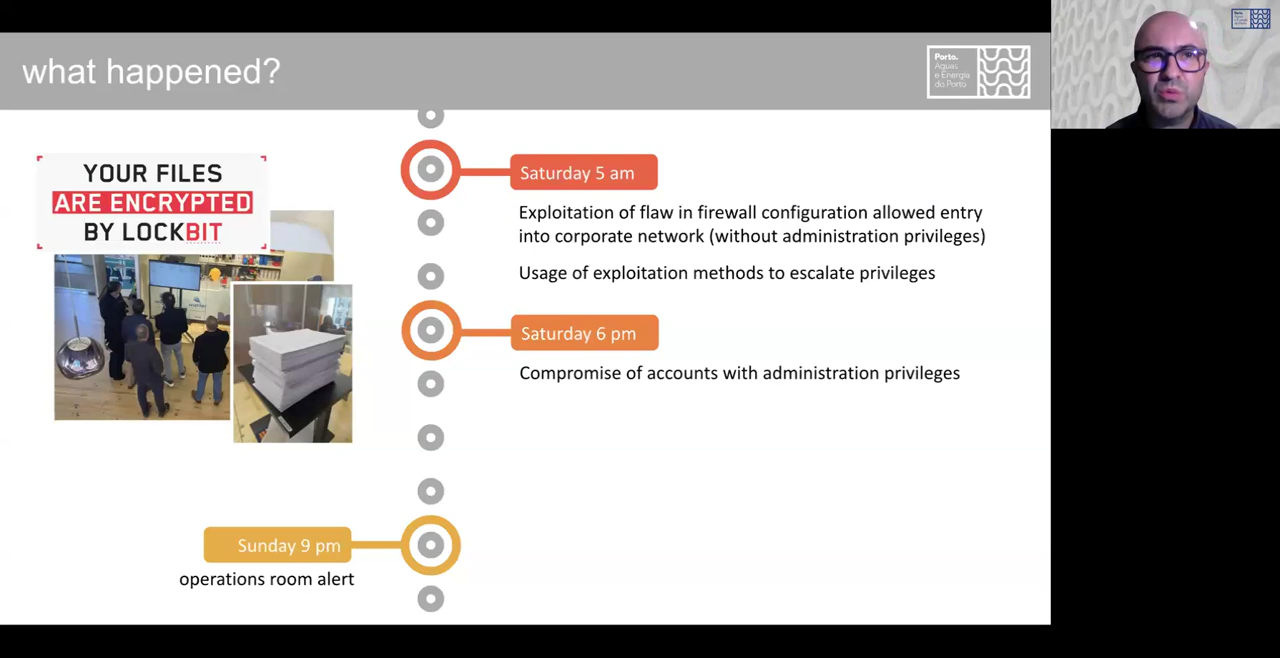 what happened?
Porto.
Águas
e Energia
do Porto
YOUR FILES
ARE ENCRYPTED
BY LOCKBIT
Saturday 5 am
Exploitation of flaw in firewall configuration allowed entry
into corporate network (without administration privileges)
Usage of exploitation methods to escalate privileges
Saturday 6 pm
Compromise of accounts with administration privileges
Sunday 9 pm
operations room alert